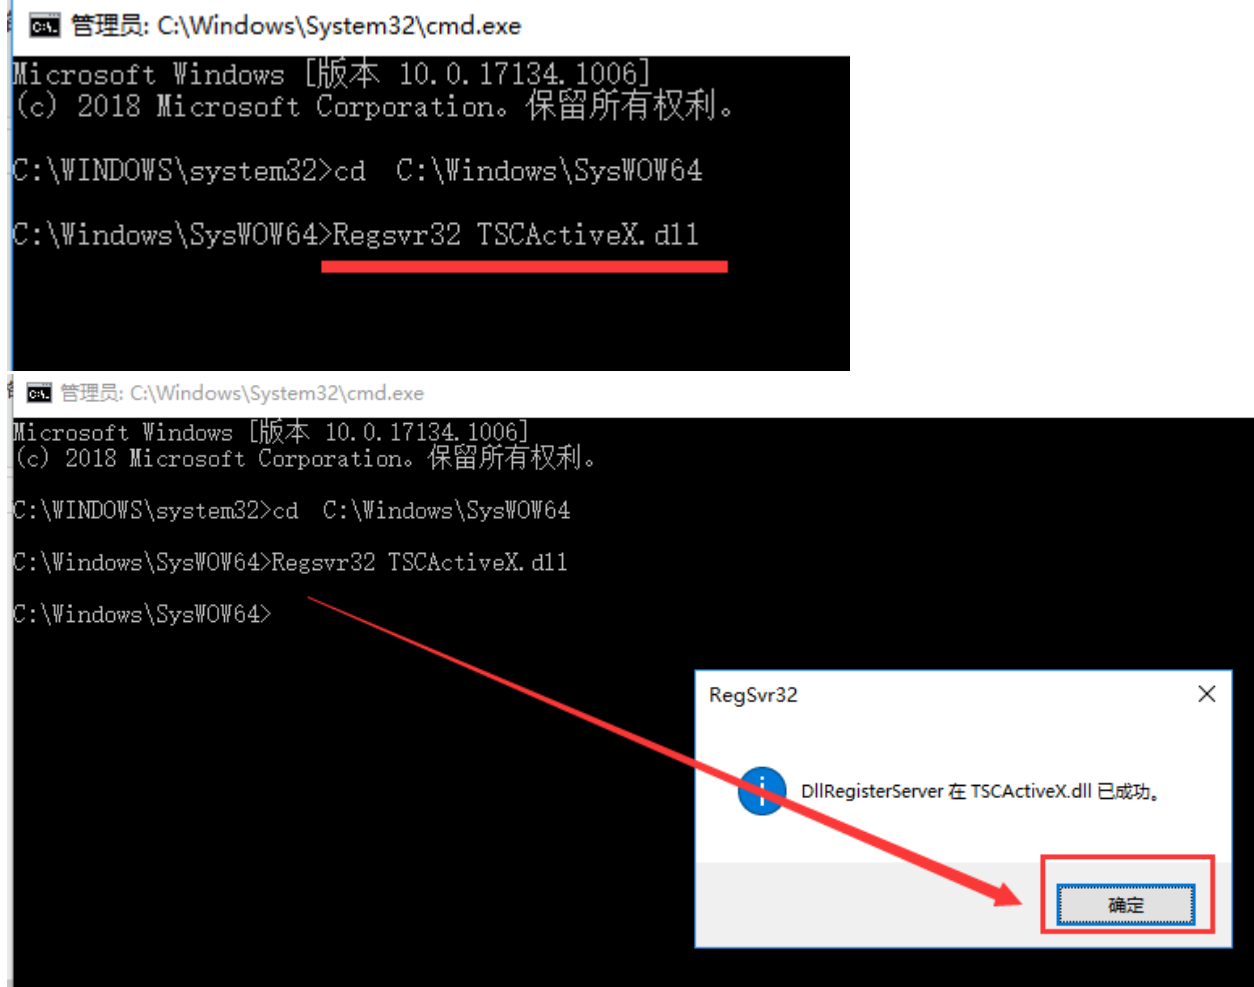 管理员: C:\Windows\System32\cmd.exe
Microsoft Windows [版本 10.0.17134.1006]
(c) 2018 Microsoft Corporation。保留所有权利。
C:\WINDOWS\system32>cd  C:\Windows\SysWOW64
C:\Windows\SysWOW64>Regsvr32 TSCActiveX.dll
管理员: C:\Windows\System32\cmd.exe
Microsoft Windows [版本 10.0.17134.1006]
(c) 2018 Microsoft Corporation。保留所有权利。
C:\WINDOWS\system32>cd  C:\Windows\SysWOW64
C:\Windows\SysWOW64>Regsvr32 TSCActiveX.dll
C:\Windows\SysWOW64>
RegSvr32
DllRegisterServer 在 TSCActiveX.dll 已成功。
确定